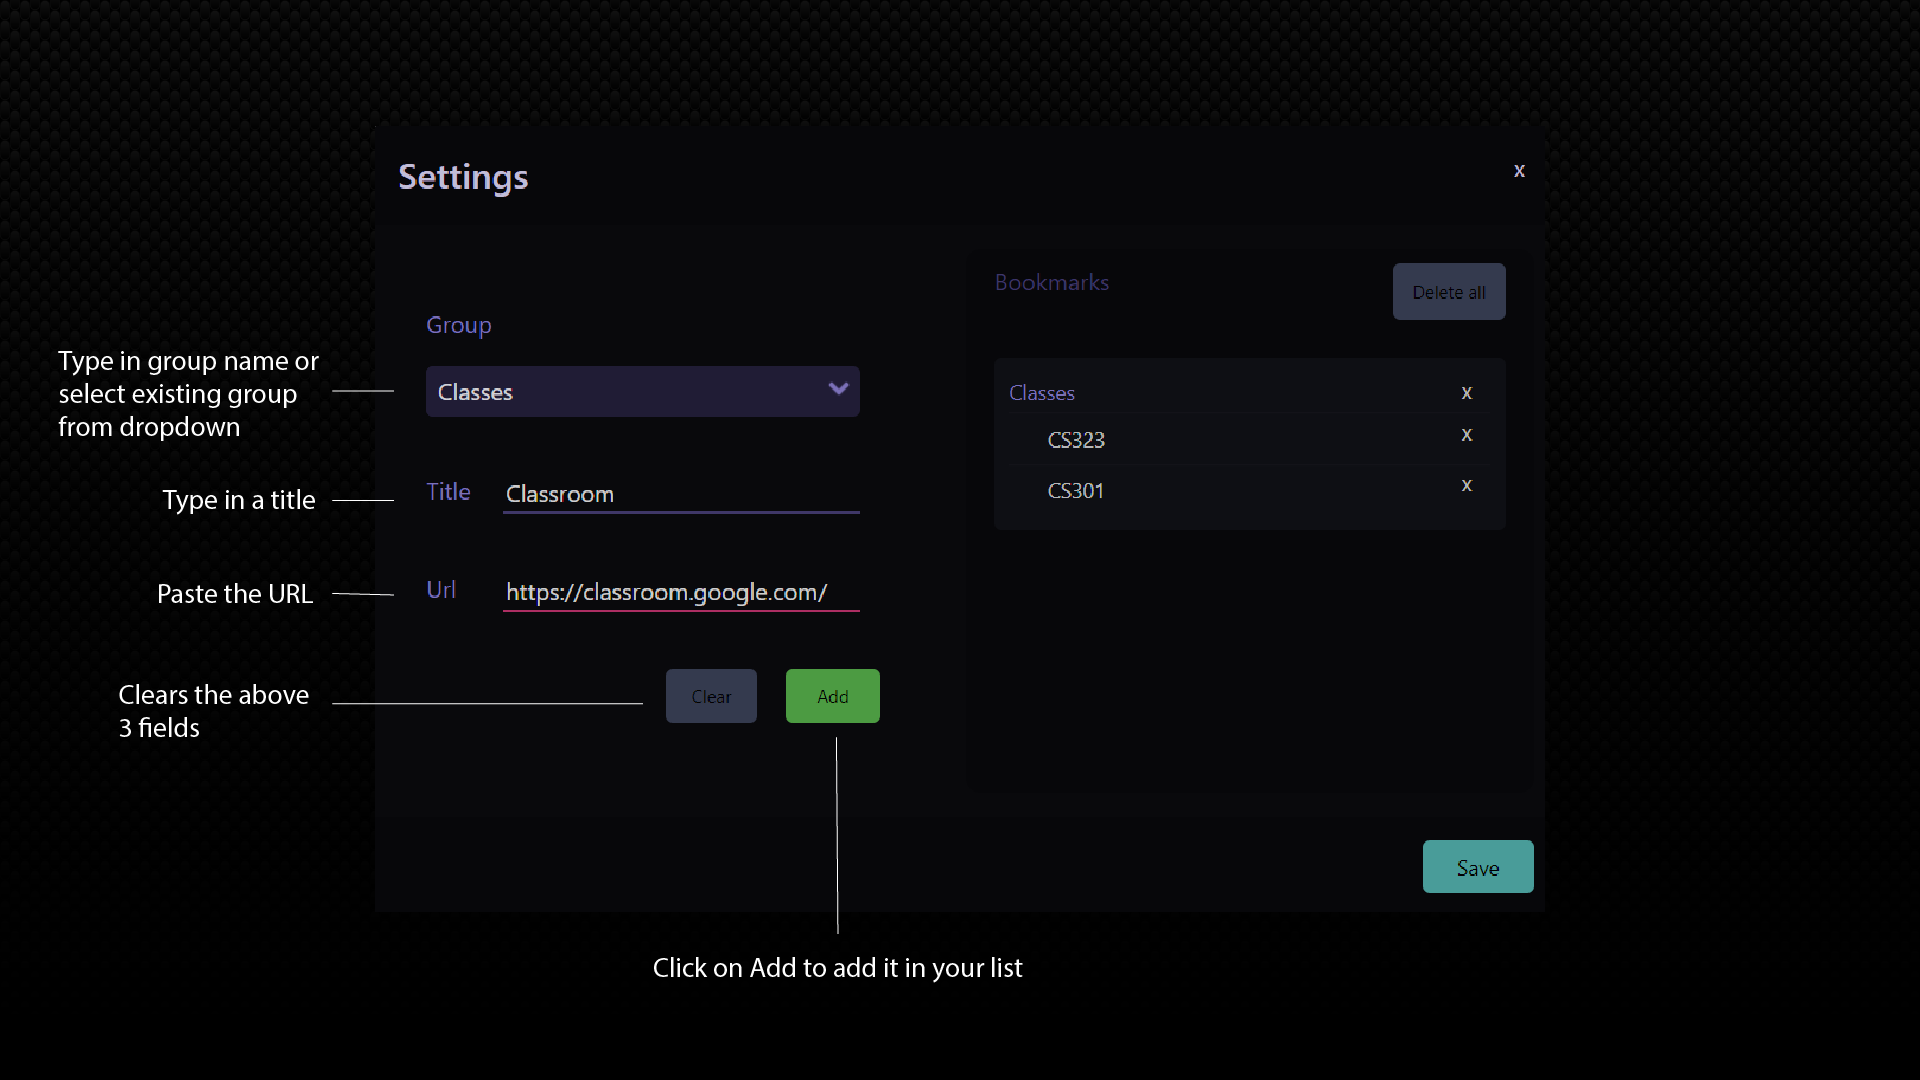 Settings
x
Bookmarks
Delete all
Group
Type in group name or
select existing group
from dropdown
Classes
Classes
x
CS323
x
CS301
x
Type in a title
Title
Classroom
Paste the URL
Url
https://classroom.google.com/
Clears the above
3 fields
Clear
Add
Save
Click on Add to add it in your list